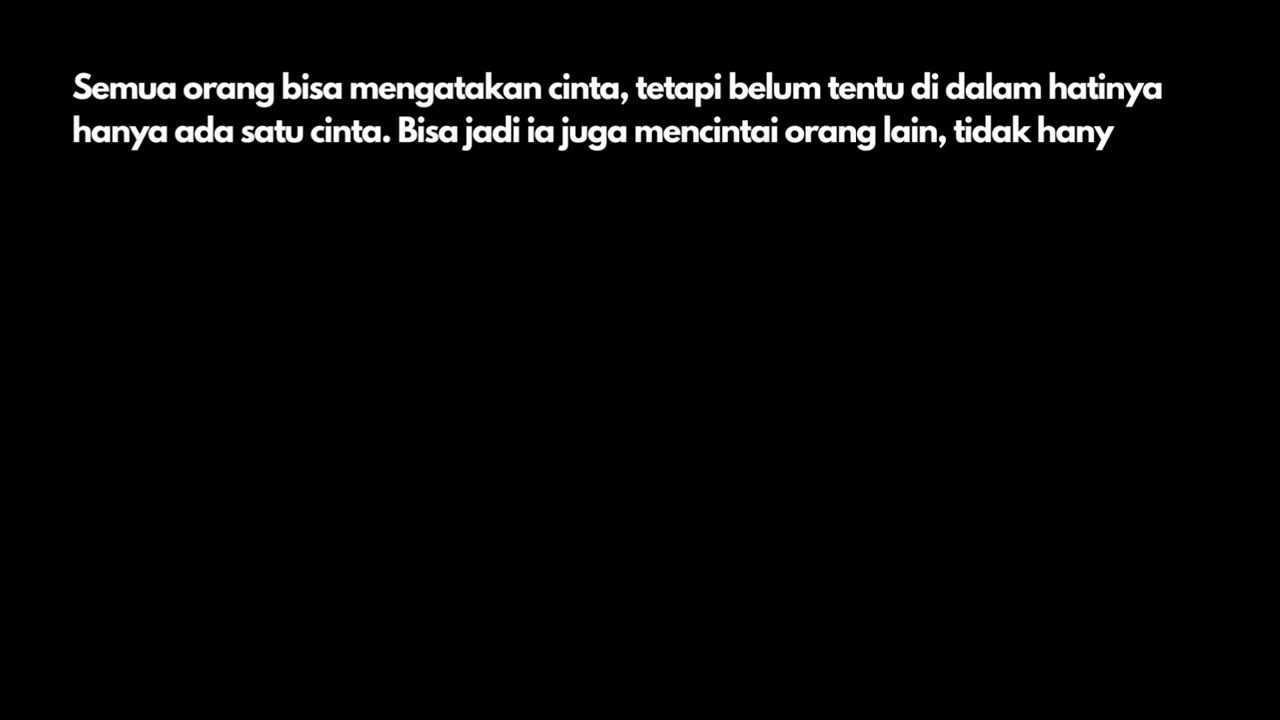 Semua orang bisa mengatakan cinta, tetapi belum tentu di dalam hatinya
hanya ada satu cinta. Bisa jadi ia juga mencintai orang lain, tidak hany